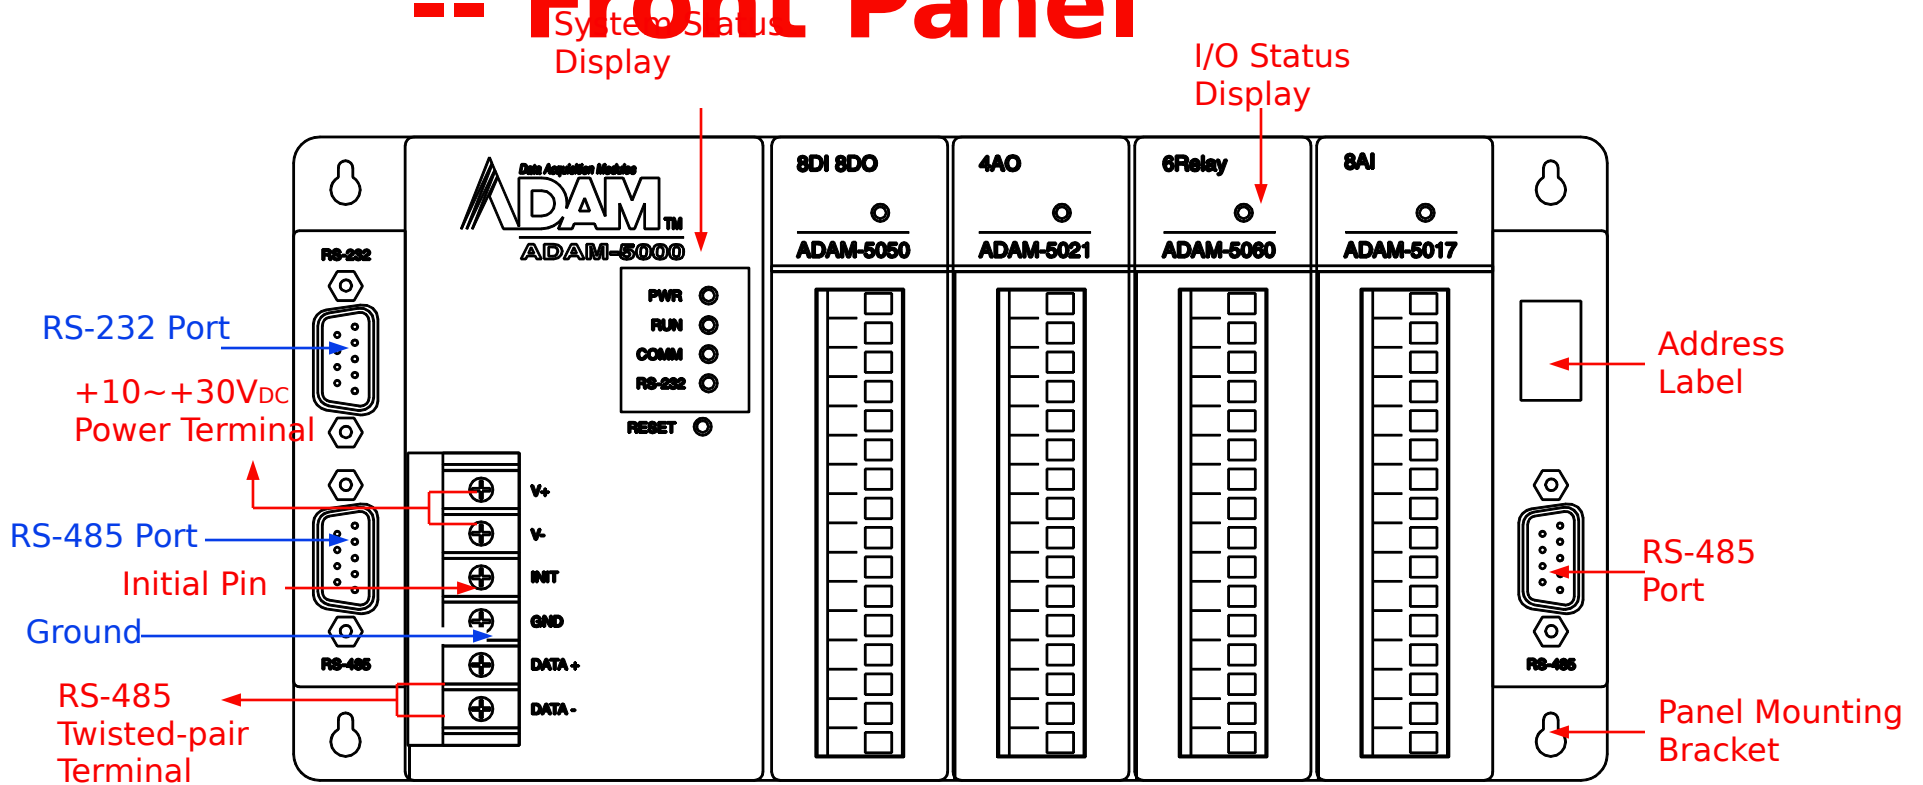 -- Front Panel
System Status
Display
I/O Status
Display
Data Acquisition Modules
ADAM TM
ADAM-5000
8DI 8DO
ADAM-5050
4AO
ADAM-5021
6Relay
ADAM-5060
8AI
ADAM-5017
RS-232
PWR
RUN
COMM
RS-232
RESET
RS-232 Port
+10~+30VDC
Power Terminal
RS-485 Port
Initial Pin
Ground
RS-485
RS-485
Twisted-pair
Terminal
V+
V-
INIT
GND
DATA +
DATA -
Address
Label
RS-485
Port
RS-485
Panel Mounting
Bracket